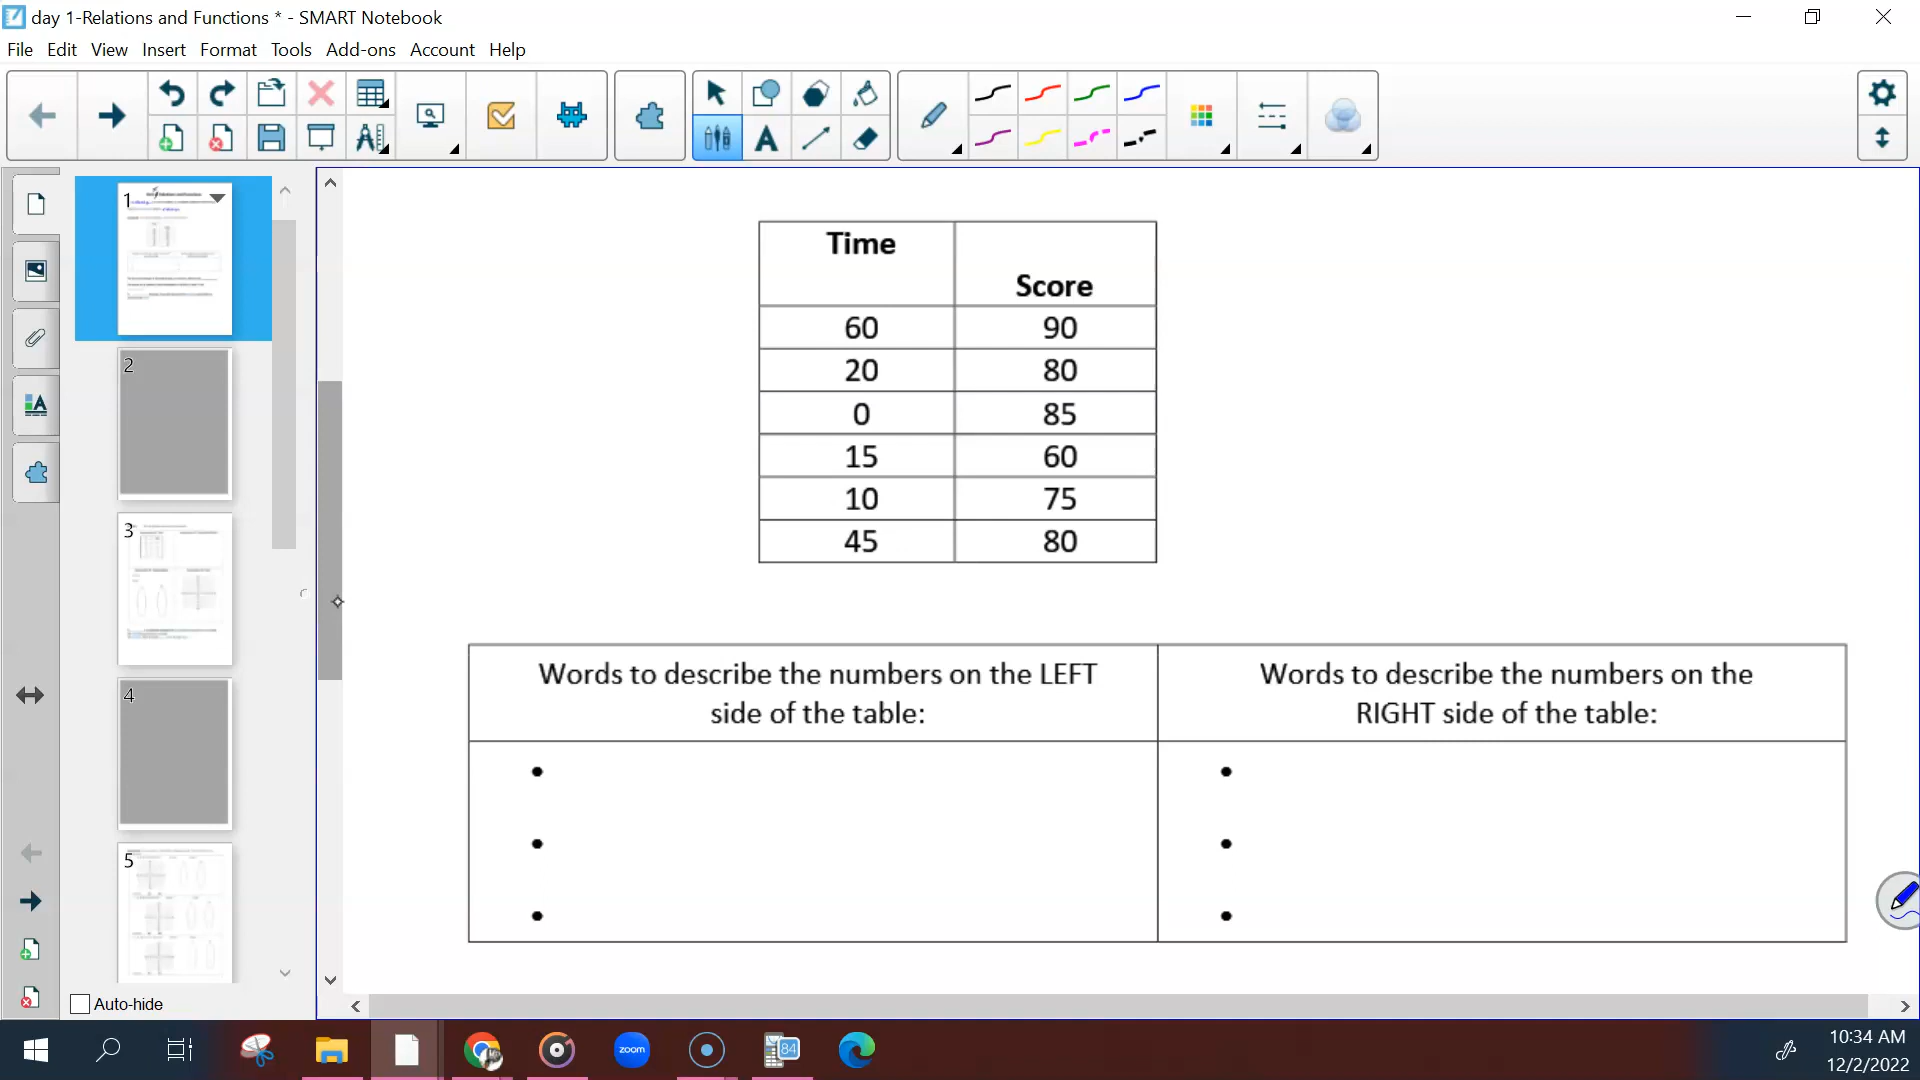 day 1-Relations and Functions * - SMART Notebook
File Edit View Insert Format Tools Add-ons Account Help
1
2
3
4
5
Auto-hide
Time Score
60 90
20 80
0 85
15 60
10 75
45 80
Words to describe the numbers on the LEFT
side of the table:
Words to describe the numbers on the
RIGHT side of the table:
zoom
84
10:34 AM
12/2/2022